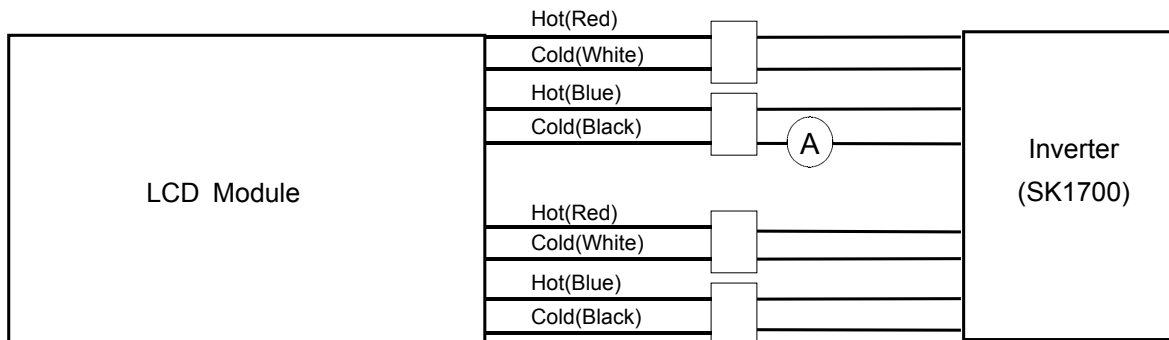 Hot(Red)
Cold(White)
Hot(Blue)
Cold(Black)
A
LCD Module
Inverter
(SK1700)
Hot(Red)
Cold(White)
Hot(Blue)
Cold(Black)